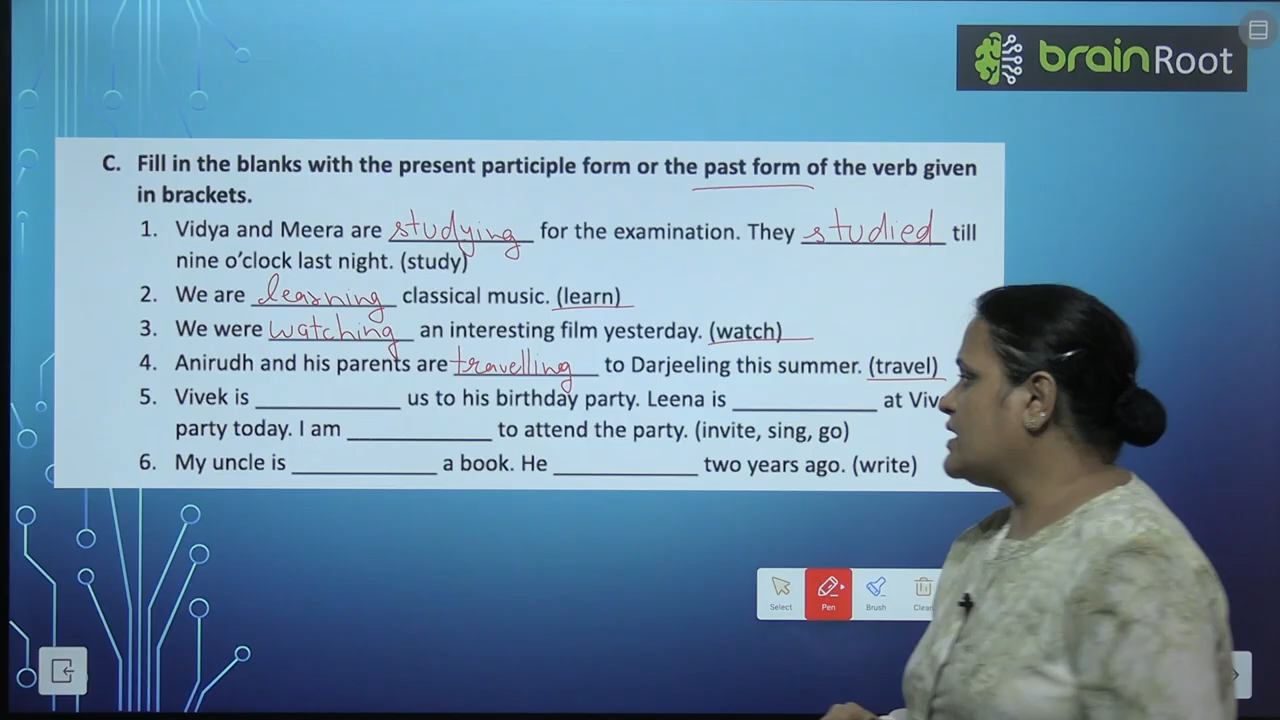 brainRoot
C. Fill in the blanks with the present participle form or the past form of the verb given
in brackets.
1. Vidya and Meera are studying for the examination. They studied till
nine o’clock last night. (study)
2. We are learning classical music. (learn)
3. We were watching an interesting film yesterday. (watch)
4. Anirudh and his parents are travelling to Darjeeling this summer. (travel)
5. Vivek is ____________ us to his birthday party. Leena is ____________ at
party today. I am ____________ to attend the party. (invite, sing, go)
6. My uncle is ____________ a book. He ____________ two years ago. (write)
Select Pen Brush Clear